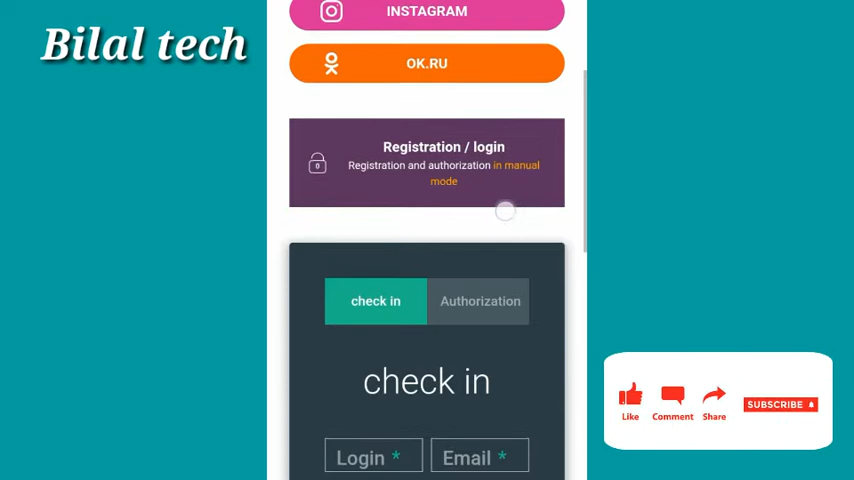 Bilal tech
INSTAGRAM
OK.RU
Registration / login
Registration and authorization in manual
mode
0
check in
Authorization
check in
Login *
Email *
Like
Comment
Share
SUBSCRIBE